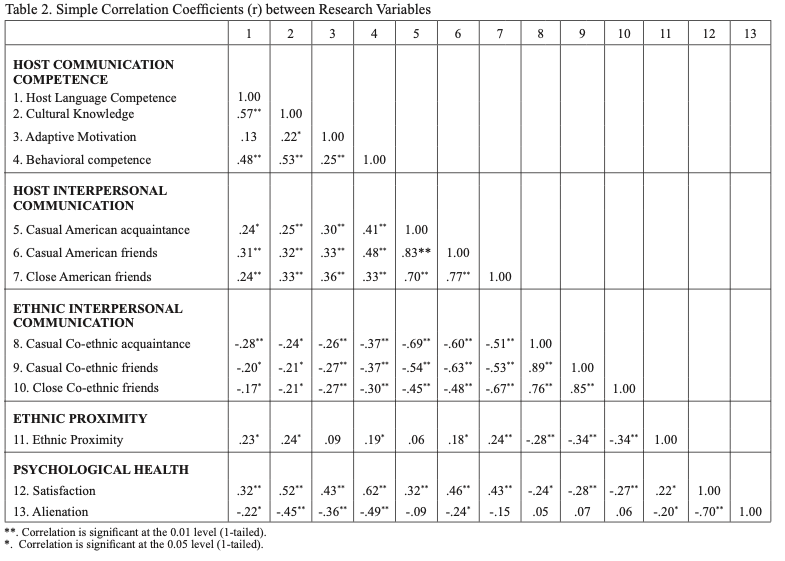 Table 2. Simple Correlation Coefficients (r) between Research Variables
1 2 3 4 5 6 7 8 9 10 11 12 13
HOST COMMUNICATION
COMPETENCE
1. Host Language Competence 1.00
2. Cultural Knowledge .57** 1.00
3. Adaptive Motivation .13 .22* 1.00
4. Behavioral competence .48** .53** .25** 1.00
HOST INTERPERSONAL
COMMUNICATION
5. Casual American acquaintance .24* .25** .30** .41** 1.00
6. Casual American friends .31** .32** .33** .48** .83** 1.00
7. Close American friends .24** .33** .36** .33** .70** .77** 1.00
ETHNIC INTERPERSONAL
COMMUNICATION
8. Casual Co-ethnic acquaintance -.28** -.24* -.26** -.37** -.69** -.60** -.51** 1.00
9. Casual Co-ethnic friends -.20* -.21* -.27** -.37** -.54** -.63** -.53** .89** 1.00
10. Close Co-ethnic friends -.17* -.21* -.27** -.30** -.45** -.48** -.67** .76** .85** 1.00
ETHNIC PROXIMITY
11. Ethnic Proximity .23* .24* .09 .19* .06 .18* .24** -.28** -.34** -.34** 1.00
PSYCHOLOGICAL HEALTH
12. Satisfaction .32** .52** .43** .62** .32** .46** .43** -.24* -.28** -.27** .22* 1.00
13. Alienation -.22* -.45** -.36** -.49** -.09 -.24* -.15 .05 .07 .06 -.20* -.70** 1.00
**. Correlation is significant at the 0.01 level (1-tailed).
*. Correlation is significant at the 0.05 level (1-tailed).